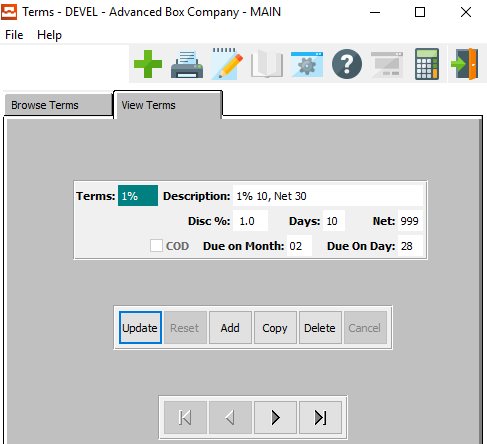 Terms - DEVEL - Advanced Box Company - MAIN
File Help
Browse Terms View Terms
Terms: 1% Description: 1% 10, Net 30
Disc %: 1.0 Days: 10 Net: 999
COD Due on Month: 02 Due On Day: 28
Update Reset Add Copy Delete Cancel